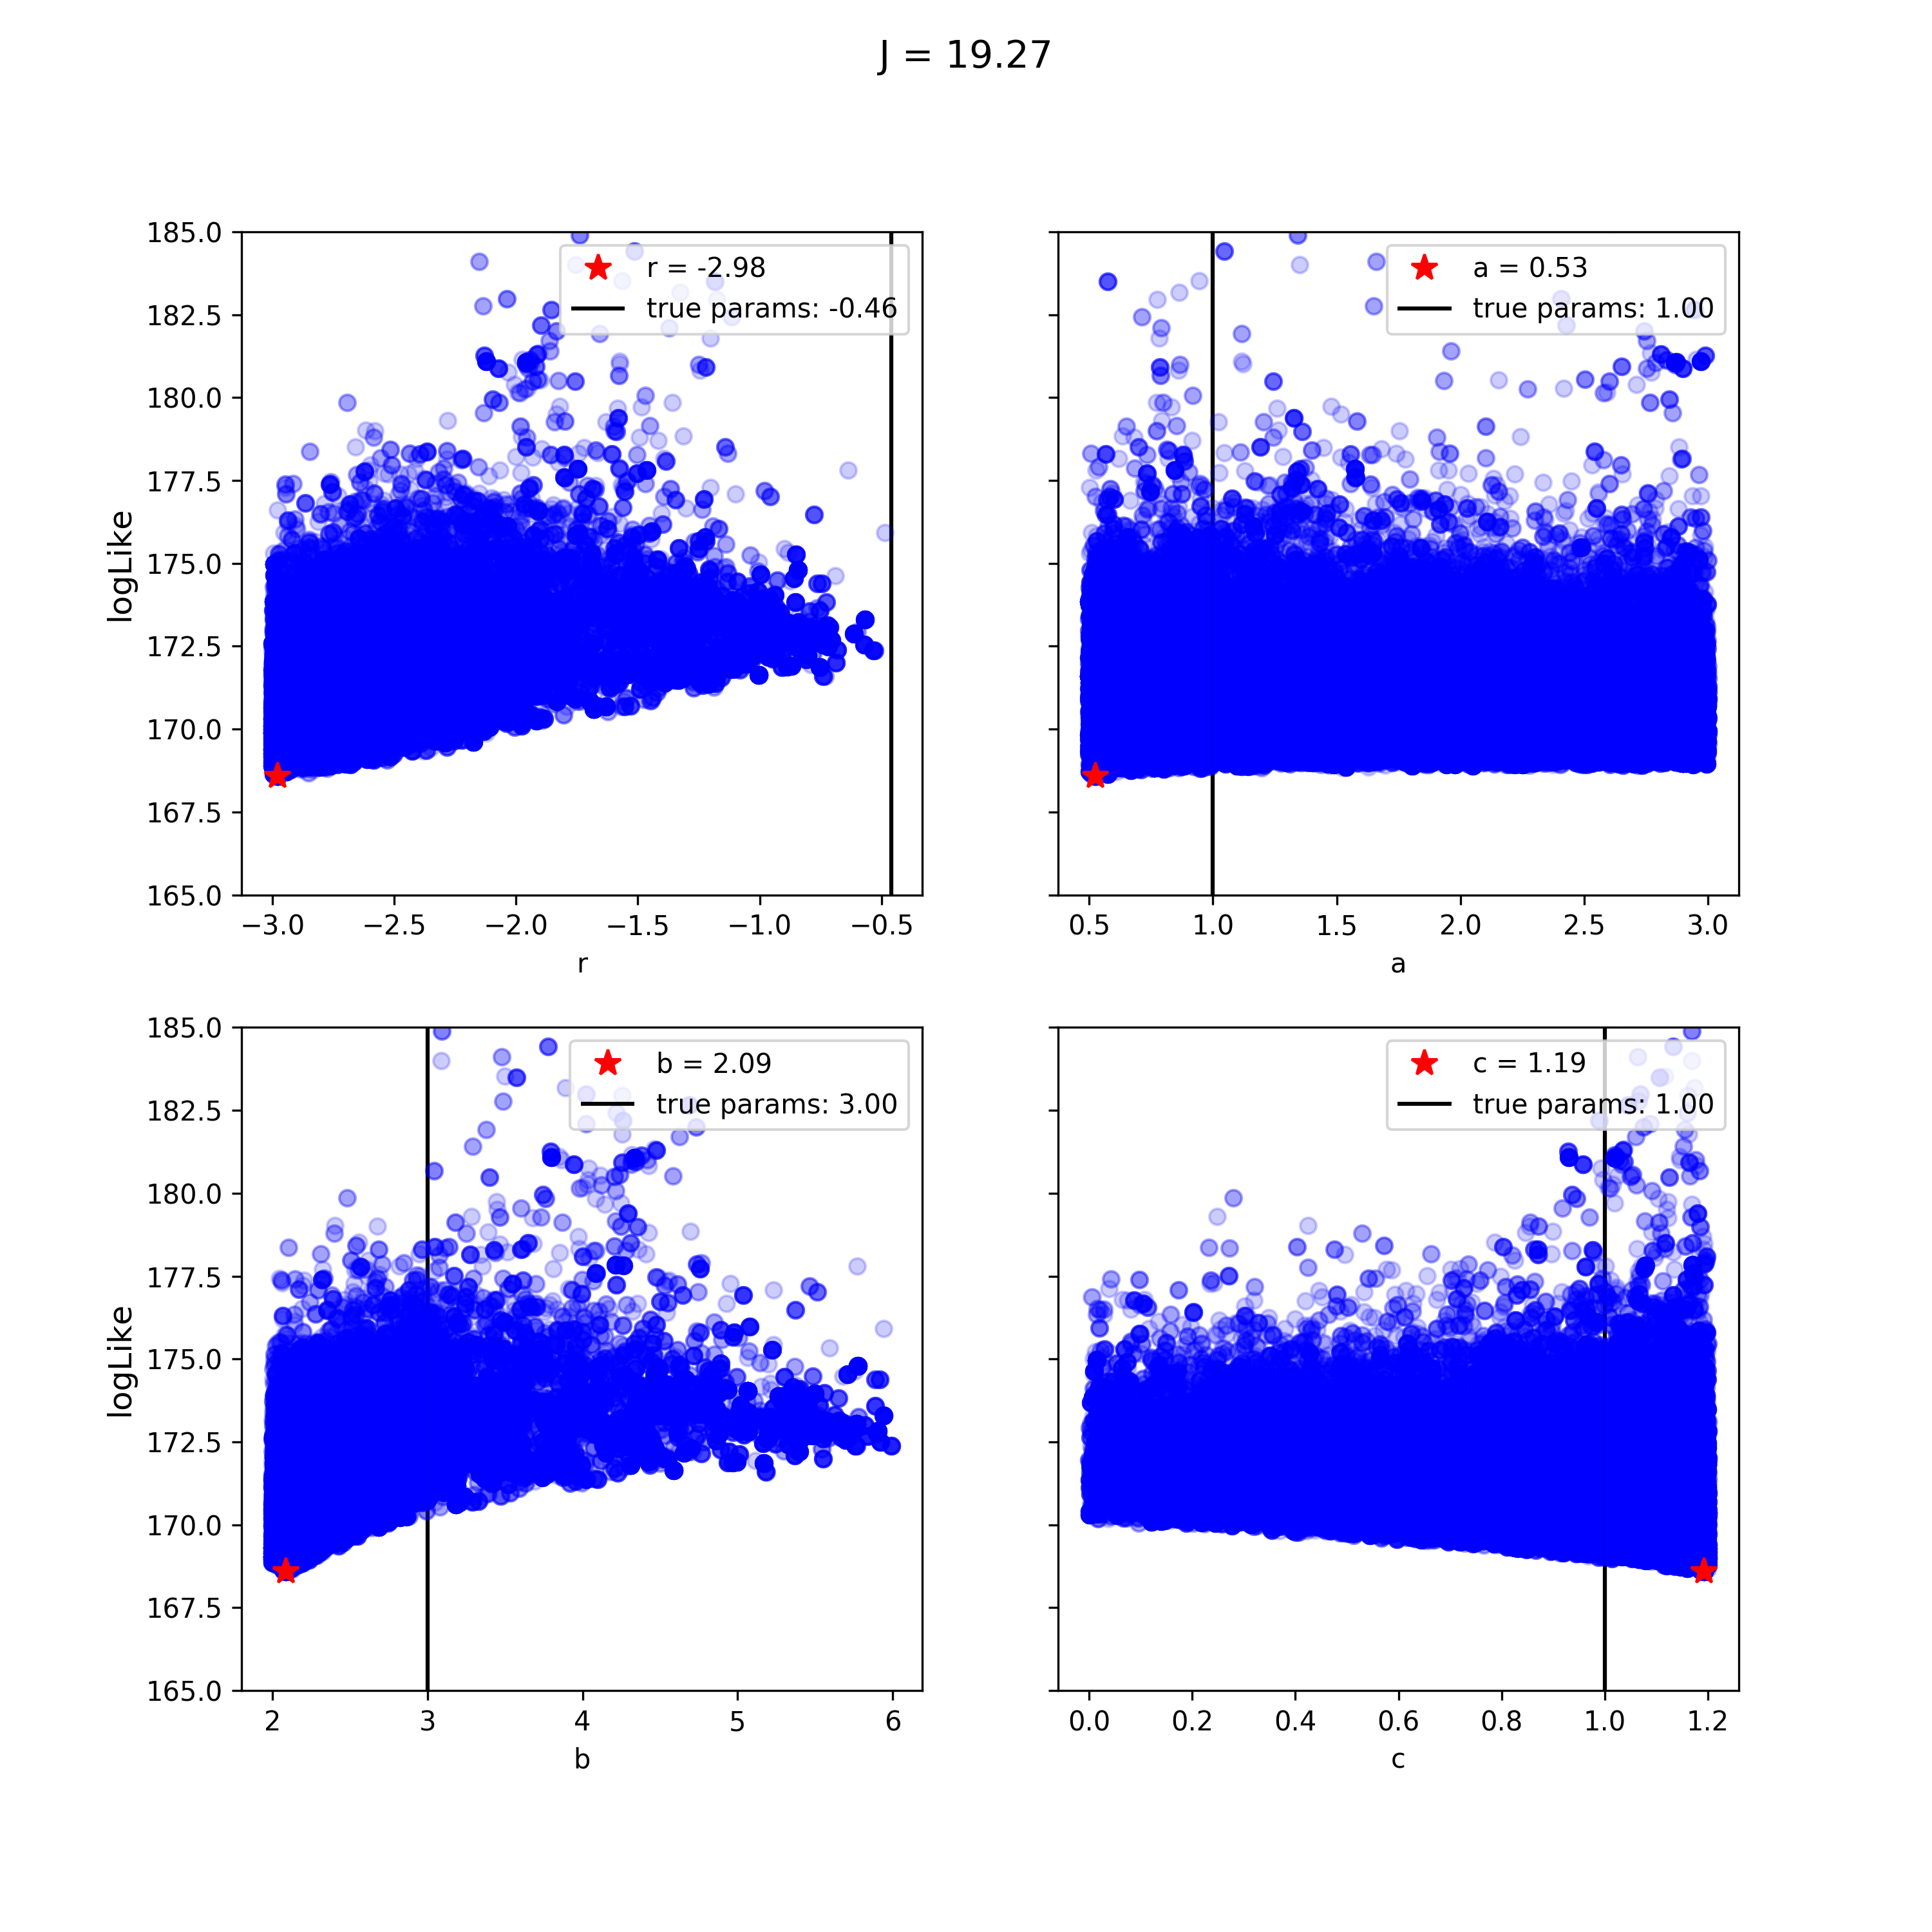 J = 19.27
185.0
182.5
180.0
177.5
175.0
172.5
170.0
167.5
165.0
logLike
r = -2.98
true params: -0.46
−3.0 −2.5 −2.0 −1.5 −1.0 −0.5
r
a = 0.53
true params: 1.00
0.5 1.0 1.5 2.0 2.5 3.0
a
185.0
182.5
180.0
177.5
175.0
172.5
170.0
167.5
165.0
logLike
b = 2.09
true params: 3.00
2 3 4 5 6
b
c = 1.19
true params: 1.00
0.0 0.2 0.4 0.6 0.8 1.0 1.2
c